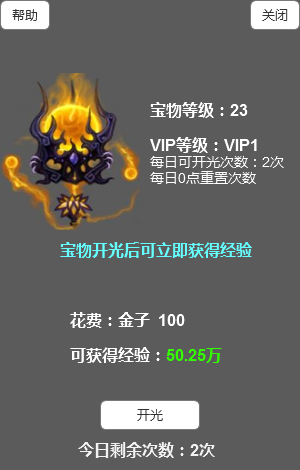 帮助
关闭
宝物等级：23
VIP等级：VIP1
每日可开光次数：2次
每日0点重置次数
宝物开光后可立即获得经验
花费：金子 100
可获得经验：50.25万
开光
今日剩余次数：2次